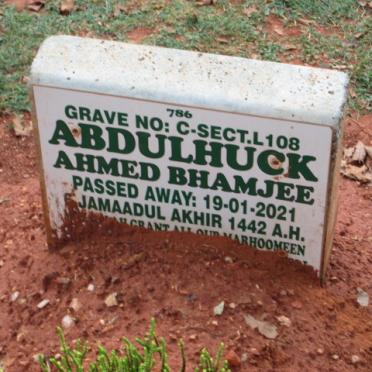 786
GRAVE NO: C-SECT.L108
ABDULHUCK
AHMED BHAMJEE
PASSED AWAY: 19-01-2021
JAMAADUL AKHIR 1442 A.H.
GRANT ALL OUR MARHOOMEEN